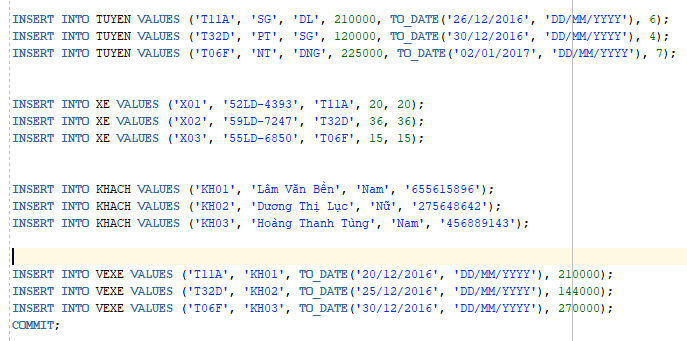 INSERT INTO TUYEN VALUES ('T11A', 'SG', 'DL', 210000, TO_DATE('26/12/2016', 'DD/MM/YYYY'), 6);
INSERT INTO TUYEN VALUES ('T32D', 'PT', 'SG', 120000, TO_DATE('30/12/2016', 'DD/MM/YYYY'), 4);
INSERT INTO TUYEN VALUES ('T06F', 'NT', 'DNG', 225000, TO_DATE('02/01/2017', 'DD/MM/YYYY'), 7);
INSERT INTO XE VALUES ('X01', '52LD-4393', 'T11A', 20, 20);
INSERT INTO XE VALUES ('X02', '59LD-7247', 'T32D', 36, 36);
INSERT INTO XE VALUES ('X03', '55LD-6850', 'T06F', 15, 15);
INSERT INTO KHACH VALUES ('KH01', 'Lâm Văn Bền', 'Nam', '655615896');
INSERT INTO KHACH VALUES ('KH02', 'Dương Thị Lục', 'Nữ', '275648642');
INSERT INTO KHACH VALUES ('KH03', 'Hoàng Thanh Tùng', 'Nam', '456889143');
INSERT INTO VEXE VALUES ('T11A', 'KH01', TO_DATE('20/12/2016', 'DD/MM/YYYY'), 210000);
INSERT INTO VEXE VALUES ('T32D', 'KH02', TO_DATE('25/12/2016', 'DD/MM/YYYY'), 144000);
INSERT INTO VEXE VALUES ('T06F', 'KH03', TO_DATE('30/12/2016', 'DD/MM/YYYY'), 270000);
COMMIT;